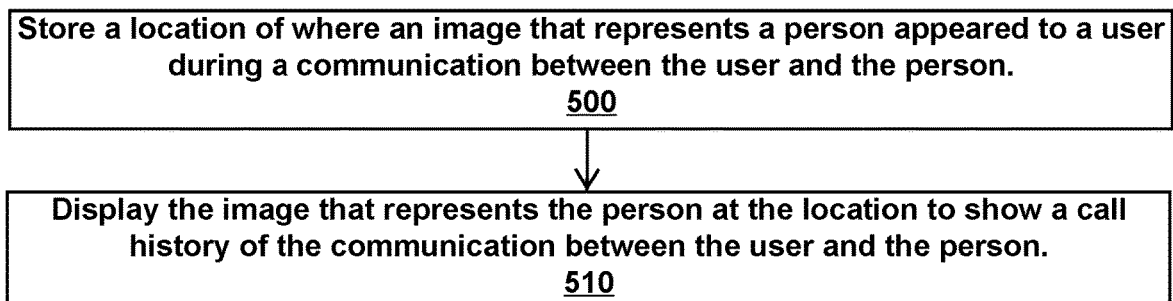 Store a location of where an image that represents a person appeared to a user
during a communication between the user and the person.
500
Display the image that represents the person at the location to show a call
history of the communication between the user and the person.
510